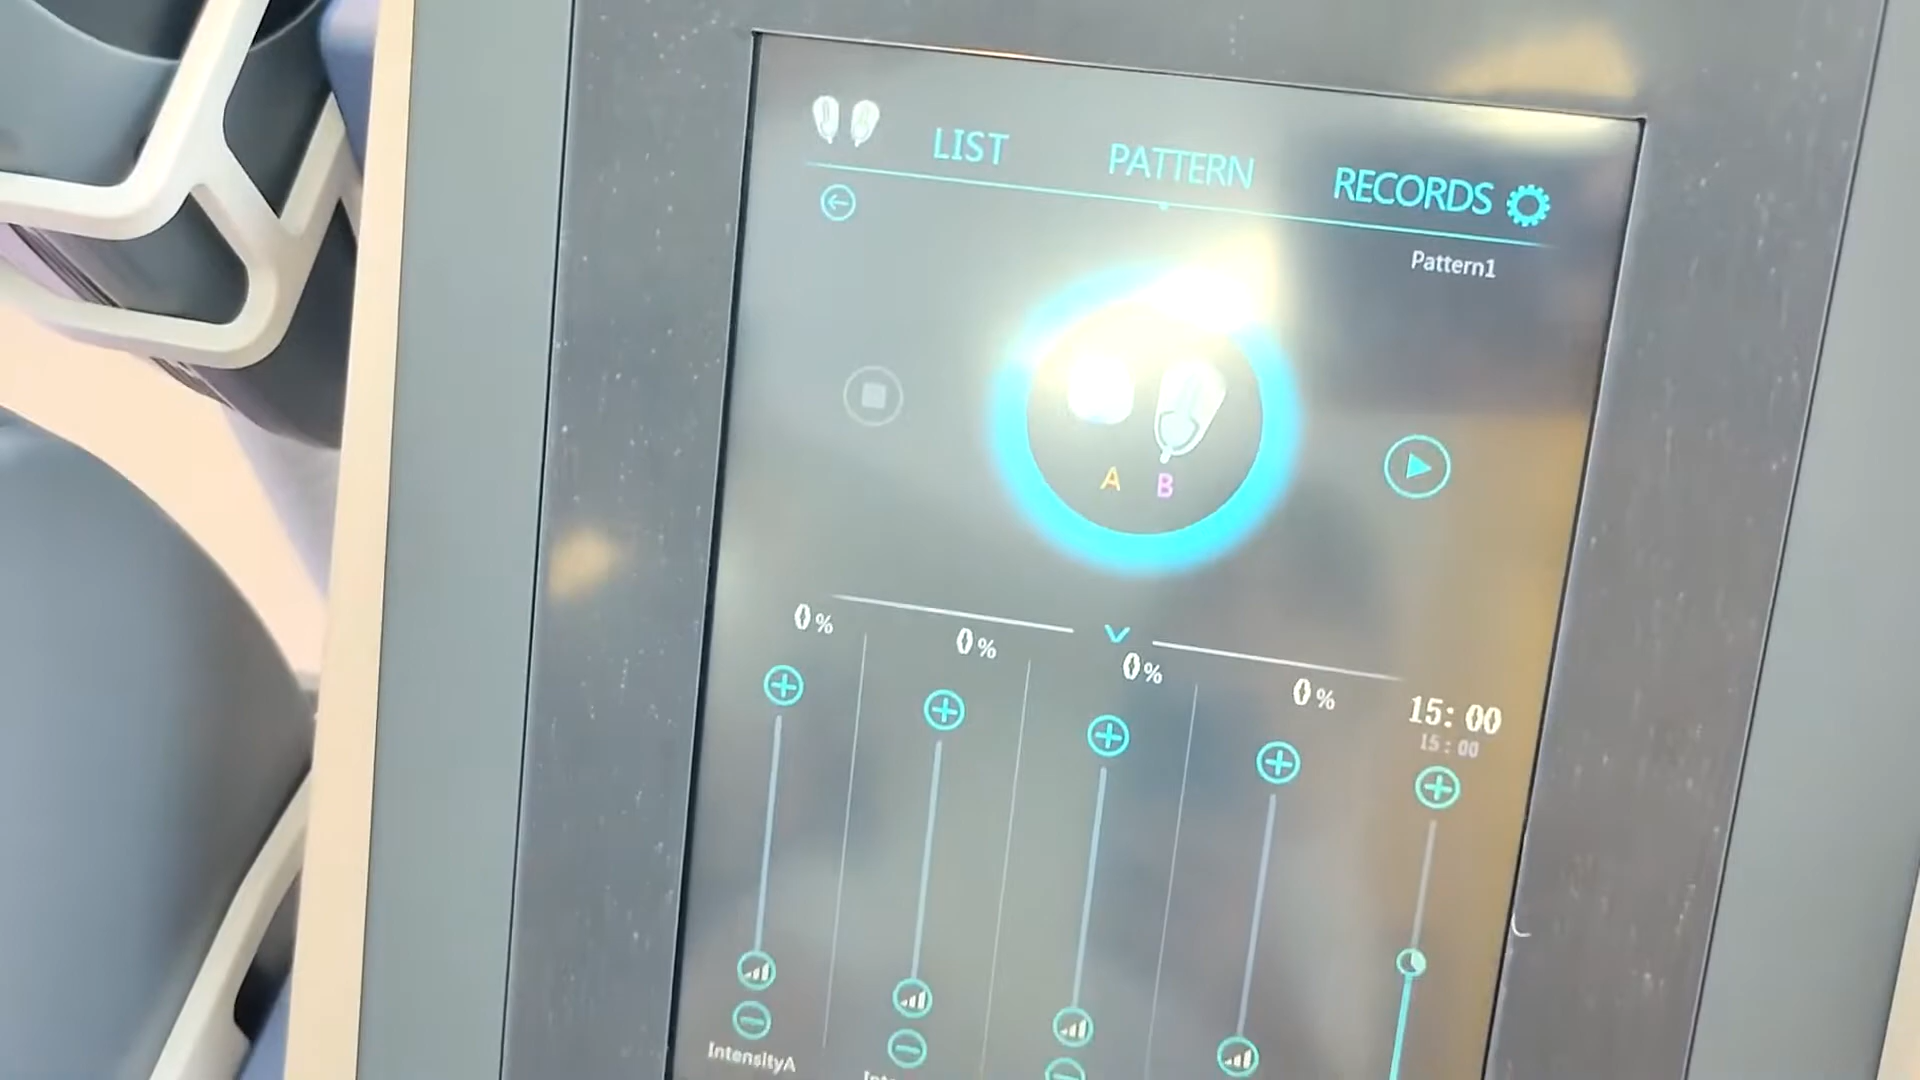 LIST PATTERN RECORDS
Pattern1
A B
0%
0%
0%
0%
15:00
15:00
IntensityA